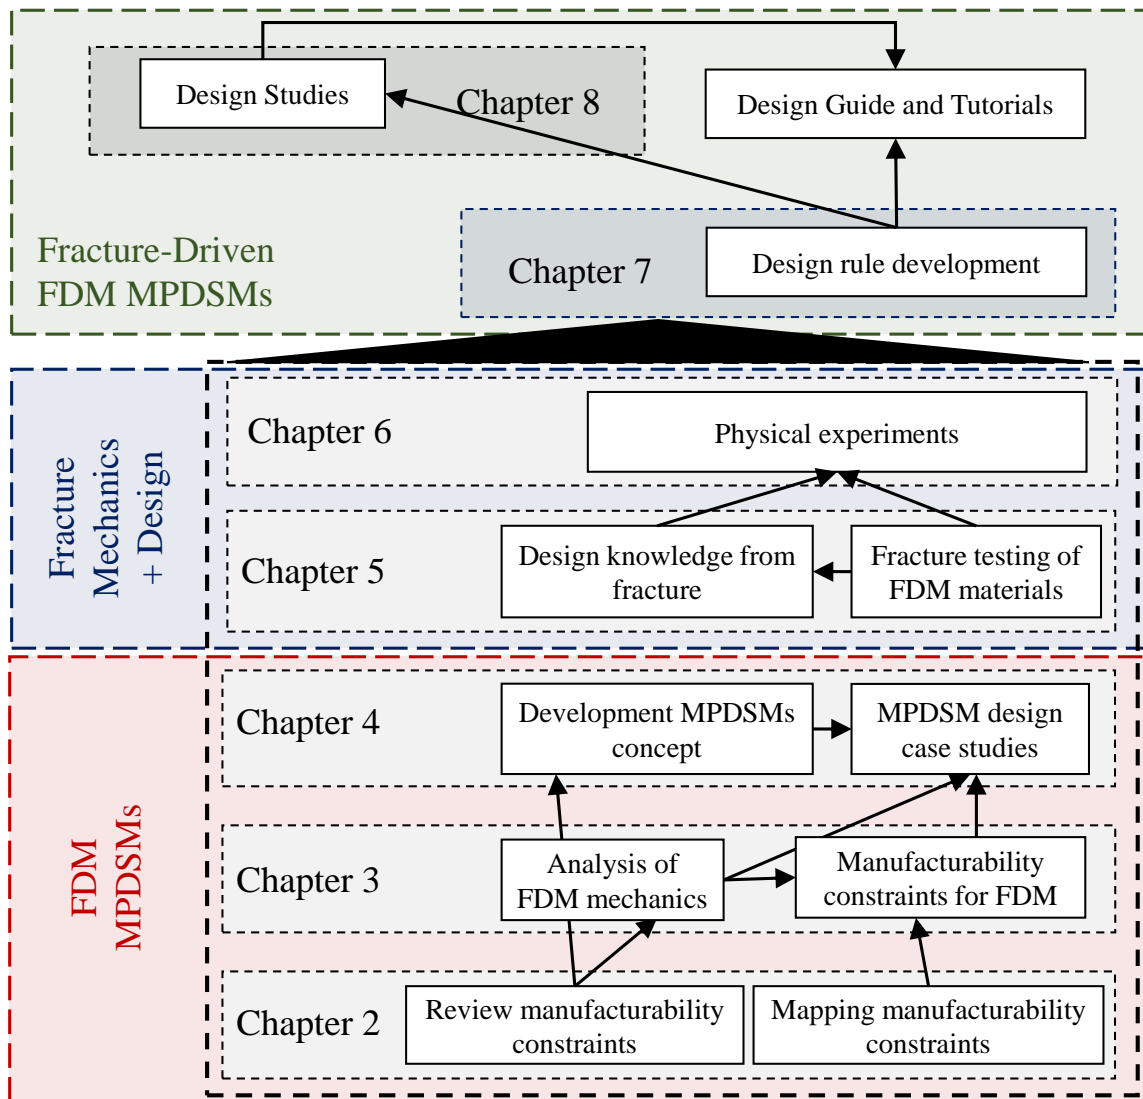 Design Studies
Chapter 8
Design Guide and Tutorials
Fracture-Driven
FDM MPDSMs
Chapter 7
Design rule development
Fracture
Mechanics
+ Design
Chapter 6
Physical experiments
Chapter 5
Design knowledge from
fracture
Fracture testing of
FDM materials
FDM
MPDSMs
Chapter 4
Development MPDSMs
concept
MPDSM design
case studies
Chapter 3
Analysis of
FDM mechanics
Manufacturability
constraints for FDM
Chapter 2
Review manufacturability
constraints
Mapping manufacturability
constraints